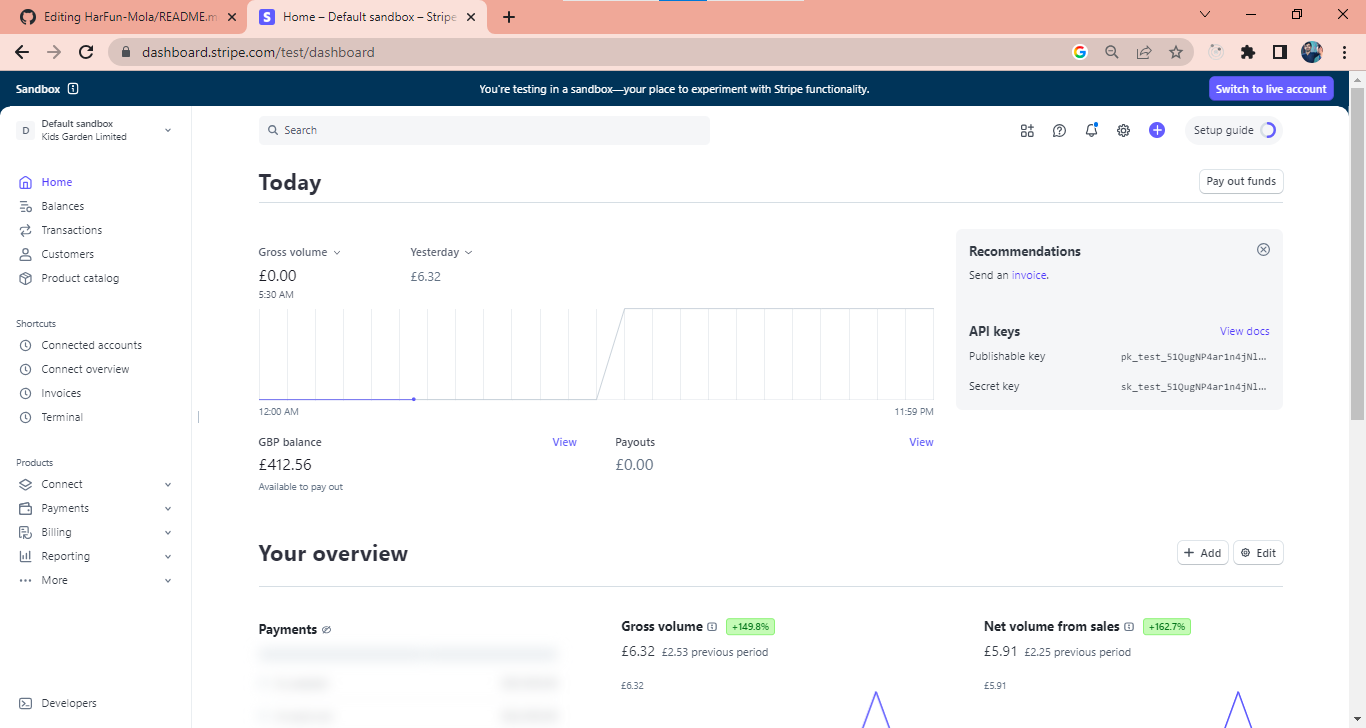 Editing HarFun-Mola/README.m
Home – Default sandbox – Stripe
dashboard.stripe.com/test/dashboard
Sandbox
You're testing in a sandbox—your place to experiment with Stripe functionality.
Switch to live account
D
Default sandbox
Kids Garden Limited
Search
Setup guide
Home
Balances
Transactions
Customers
Product catalog
Shortcuts
Connected accounts
Connect overview
Invoices
Terminal
Products
Connect
Payments
Billing
Reporting
More
Developers
Today
Pay out funds
Gross volume
Yesterday
£0.00
£6.32
5:30 AM
12:00 AM
11:59 PM
GBP balance
View
Payouts
View
£412.56
£0.00
Available to pay out
Recommendations
Send an invoice.
API keys
View docs
Publishable key
pk_test_51QugNP4ar1n4jNl…
Secret key
sk_test_51QugNP4ar1n4jNl…
Your overview
Add
Edit
Payments
Gross volume
+149.8%
£6.32
£2.53 previous period
£6.32
Net volume from sales
+162.7%
£5.91
£2.25 previous period
£5.91